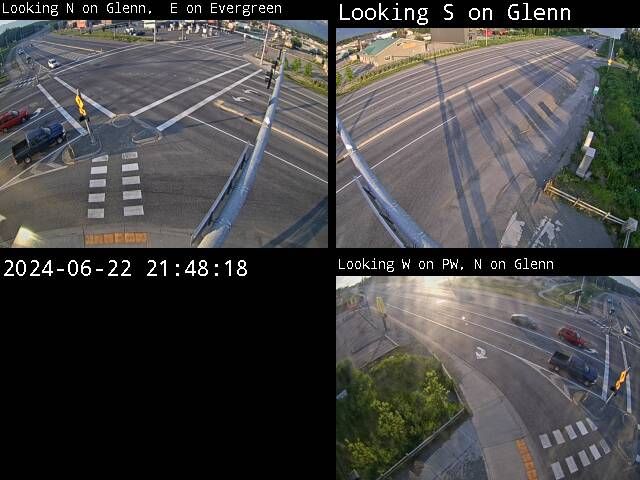 Looking N on Glenn,  E on Evergreen
Looking S on Glenn
2024-06-22 21:48:18
Looking W on PW, N on Glenn